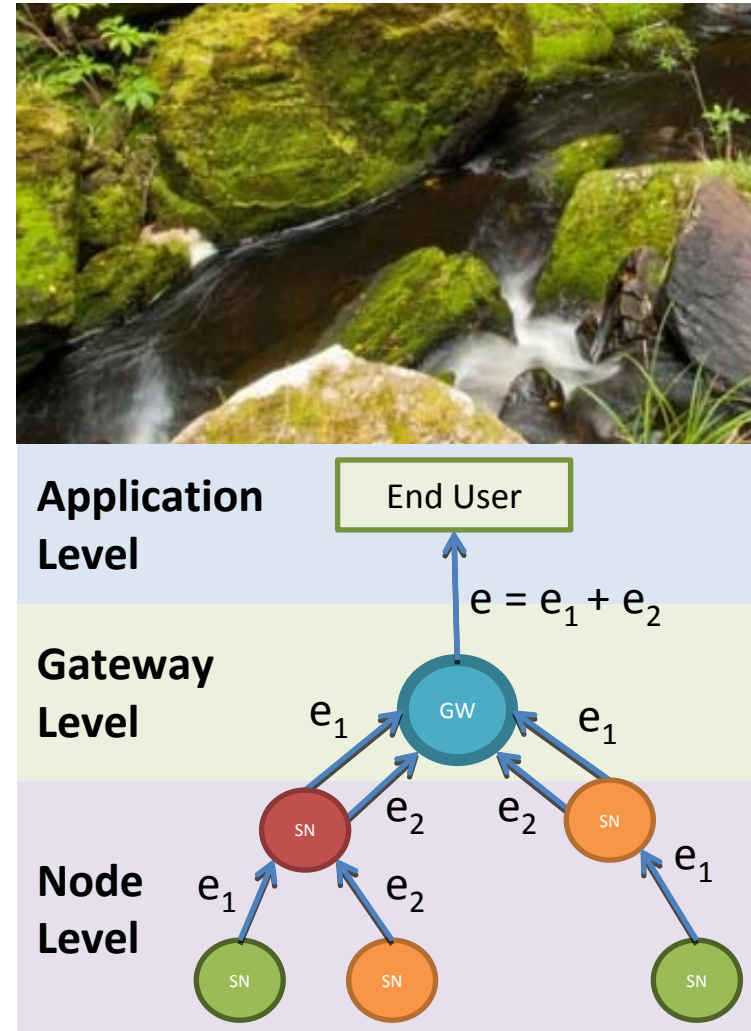 Application
Level
End User
e = e₁ + e₂
Gateway
Level
GW
e₁
e₁
e₂
e₂
SN
SN
Node
Level
e₁
e₂
e₁
SN
SN
SN